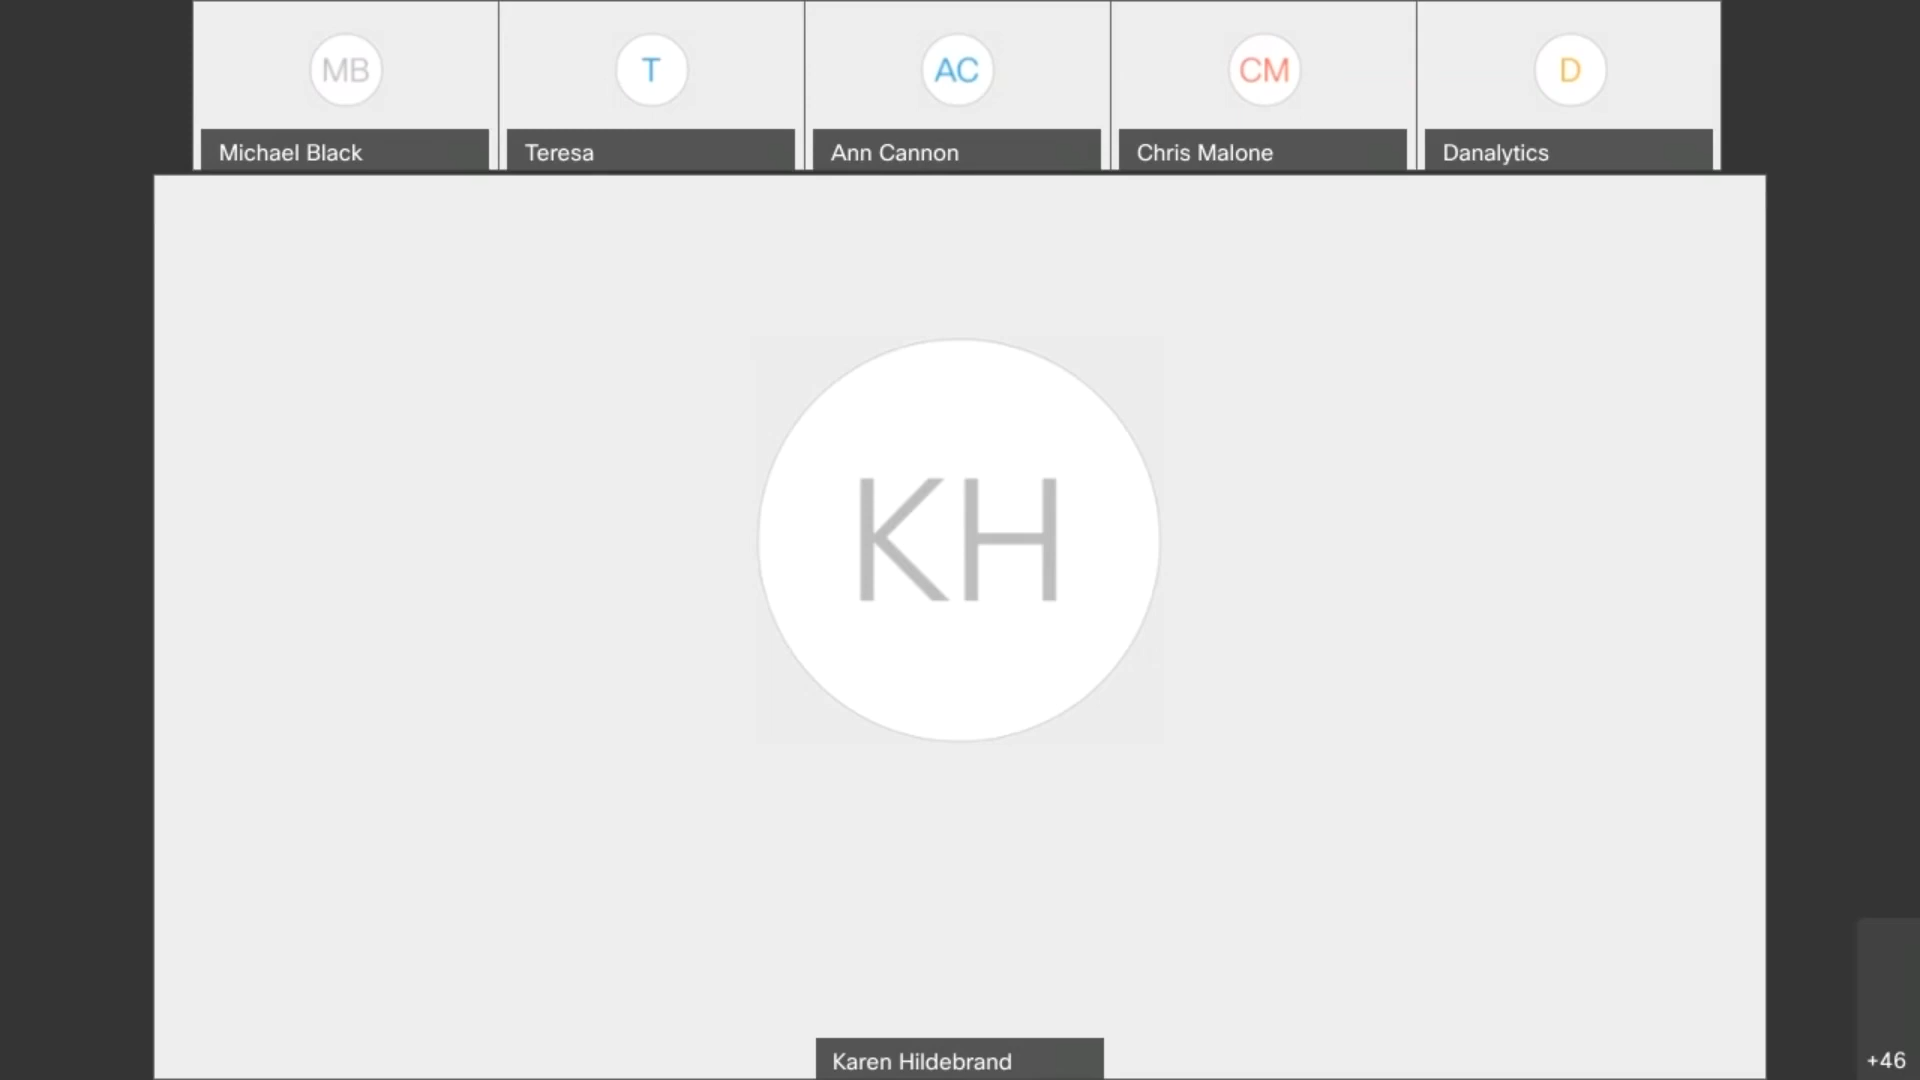 MB
T
AC
CM
D
Michael Black
Teresa
Ann Cannon
Chris Malone
Danalytics
KH
Karen Hildebrand
+46